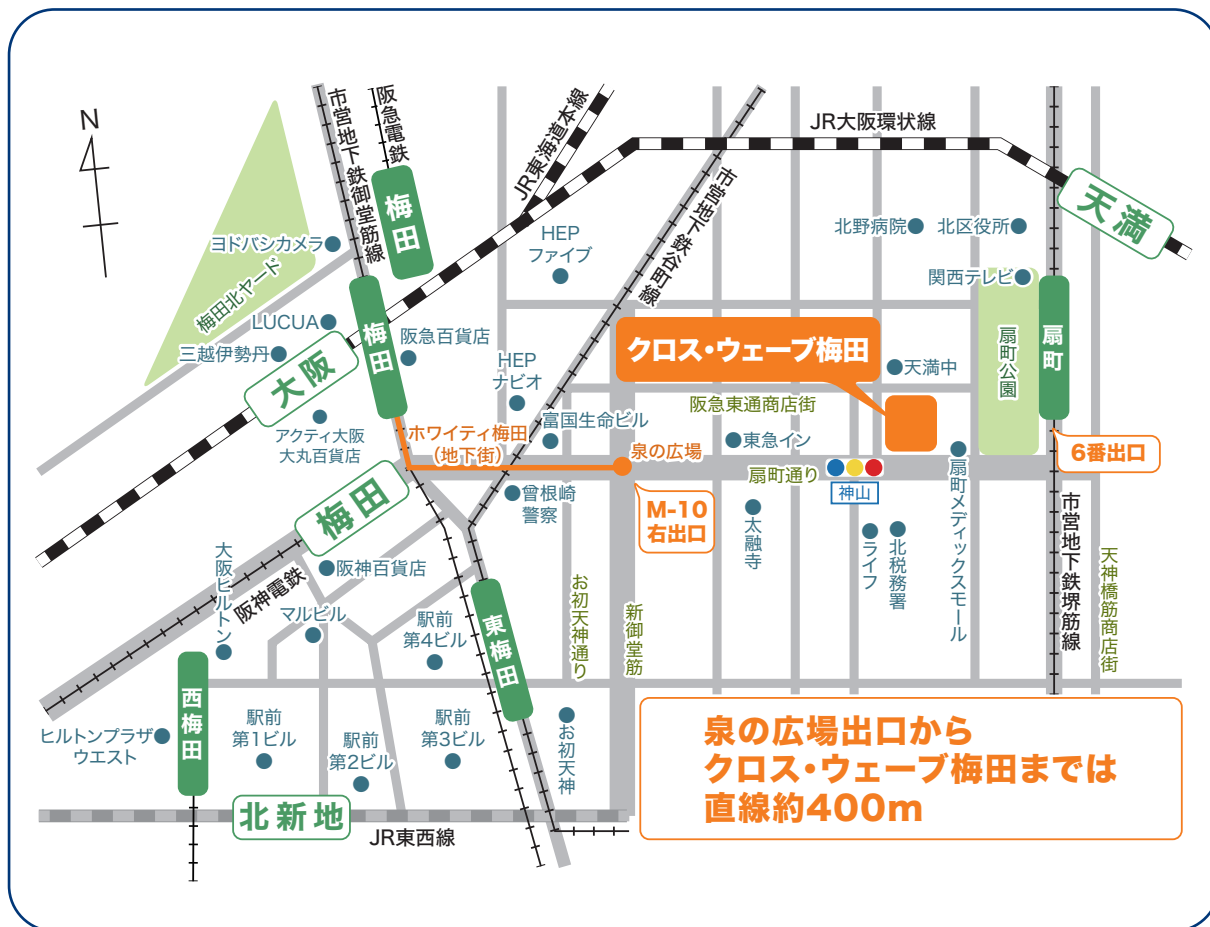 N
市営地下鉄御堂筋線
阪急電鉄
梅田
JR東海道本線
JR大阪環状線
天満
市営地下鉄谷町線
ヨドバシカメラ
梅田北ヤード
HEP
ファイブ
北野病院
北区役所
関西テレビ
LUCUA
三越伊勢丹
梅田
阪急百貨店
大阪
HEP
ナビオ
クロス・ウェーブ梅田
天満中
扇町公園
扇町
アクティ大阪
大丸百貨店
ホワイティ梅田
（地下街）
富国生命ビル
泉の広場
阪急東通商店街
東急イン
扇町通り
神山
6番出口
梅田
曾根崎
警察
M-10
右出口
太融寺
ライフ
北税務署
扇町メディックスモール
市営地下鉄堺筋線
天神橋筋商店街
大阪ヒルトン
阪神電鉄
阪神百貨店
マルビル
駅前
第4ビル
東梅田
お初天神通り
新御堂筋
西梅田
ヒルトンプラザ
ウエスト
駅前
第1ビル
駅前
第2ビル
駅前
第3ビル
お初天神
北新地
JR東西線
泉の広場出口から
クロス・ウェーブ梅田までは
直線約400m